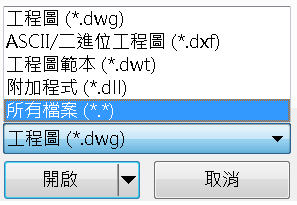 工程圖 (*.dwg)
ASCII/二進位工程圖 (*.dxf)
工程圖範本 (*.dwt)
附加程式 (*.dll)
所有檔案 (*.*)
工程圖 (*.dwg)
開啟 取消